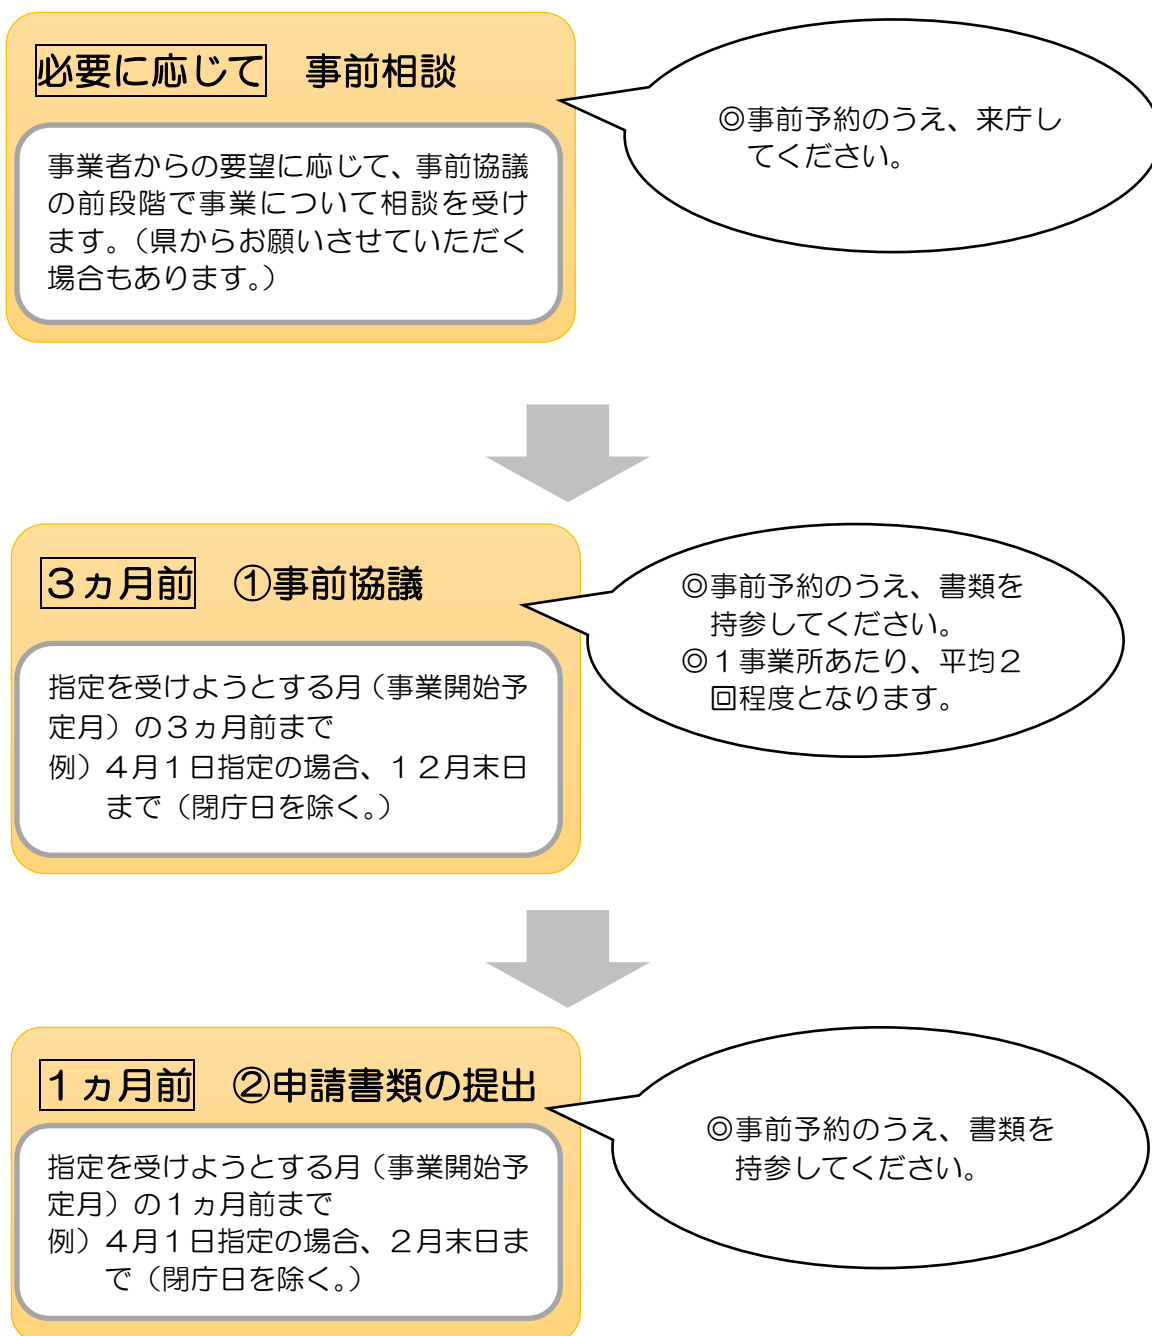 必要に応じて　事前相談
事業者からの要望に応じて、事前協議
の前段階で事業について相談を受け
ます。（県からお願いさせていただく
場合もあります。）
◎事前予約のうえ、来庁し
てください。
３ヵ月前　①事前協議
指定を受けようとする月（事業開始予
定月）の３ヵ月前まで
例）４月１日指定の場合、１２月末日
まで（閉庁日を除く。）
◎事前予約のうえ、書類を
持参してください。
◎１事業所あたり、平均２
回程度となります。
１ヵ月前　②申請書類の提出
指定を受けようとする月（事業開始予
定月）の１ヵ月前まで
例）４月１日指定の場合、２月末日ま
で（閉庁日を除く。）
◎事前予約のうえ、書類を
持参してください。